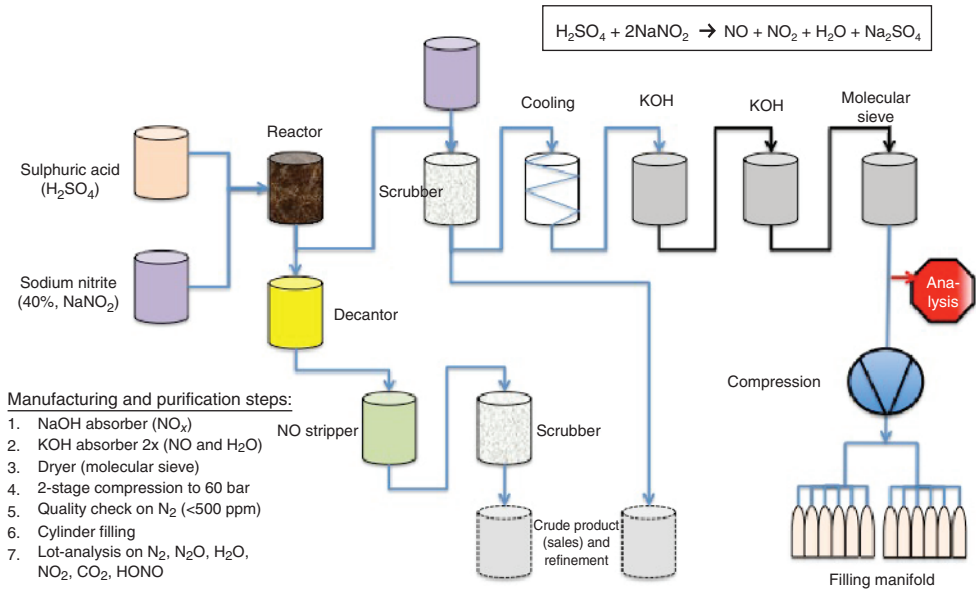 H₂SO₄ + 2NaNO₂ → NO + NO₂ + H₂O + Na₂SO₄
Cooling
KOH
KOH
Molecular
sieve
Reactor
Sulphuric acid
(H₂SO₄)
Scrubber
Sodium nitrite
(40%, NaNO₂)
Decantor
Ana-
lysis
Compression
Manufacturing and purification steps:
1. NaOH absorber (NOₓ)
2. KOH absorber 2x (NO and H₂O)
3. Dryer (molecular sieve)
4. 2-stage compression to 60 bar
5. Quality check on N₂ (<500 ppm)
6. Cylinder filling
7. Lot-analysis on N₂, N₂O, H₂O,
NO₂, CO₂, HONO
NO stripper
Scrubber
Crude product
(sales) and
refinement
Filling manifold